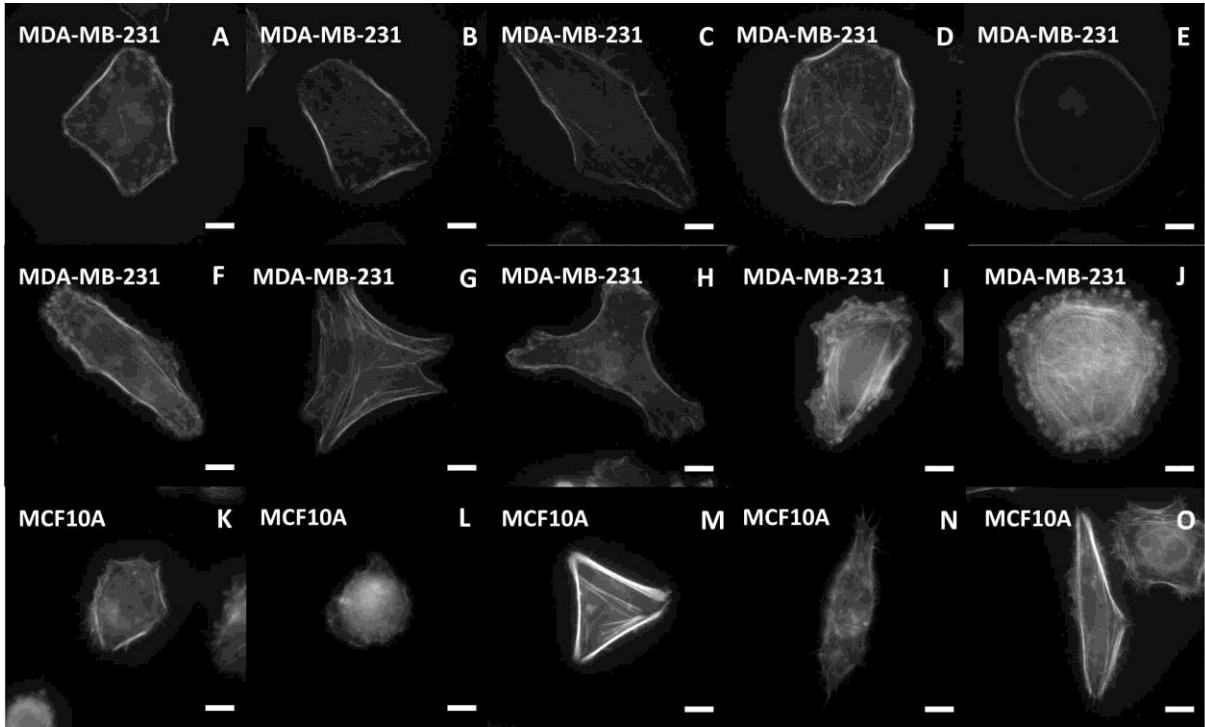 MDA-MB-231 A
MDA-MB-231 B
MDA-MB-231 C
MDA-MB-231 D
MDA-MB-231 E
MDA-MB-231 F
MDA-MB-231 G
MDA-MB-231 H
MDA-MB-231 I
MDA-MB-231 J
MCF10A K
MCF10A L
MCF10A M
MCF10A N
MCF10A O